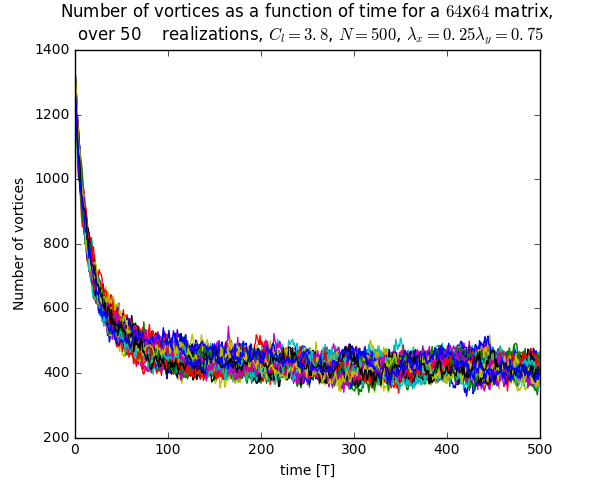 Number of vortices as a function of time for a 64x64 matrix,
over 50 realizations, C_l = 3.8, N = 500, λ_x = 0.25λ_y = 0.75
1400
1200
1000
800
600
400
200
Number of vortices
0 100 200 300 400 500
time [T]